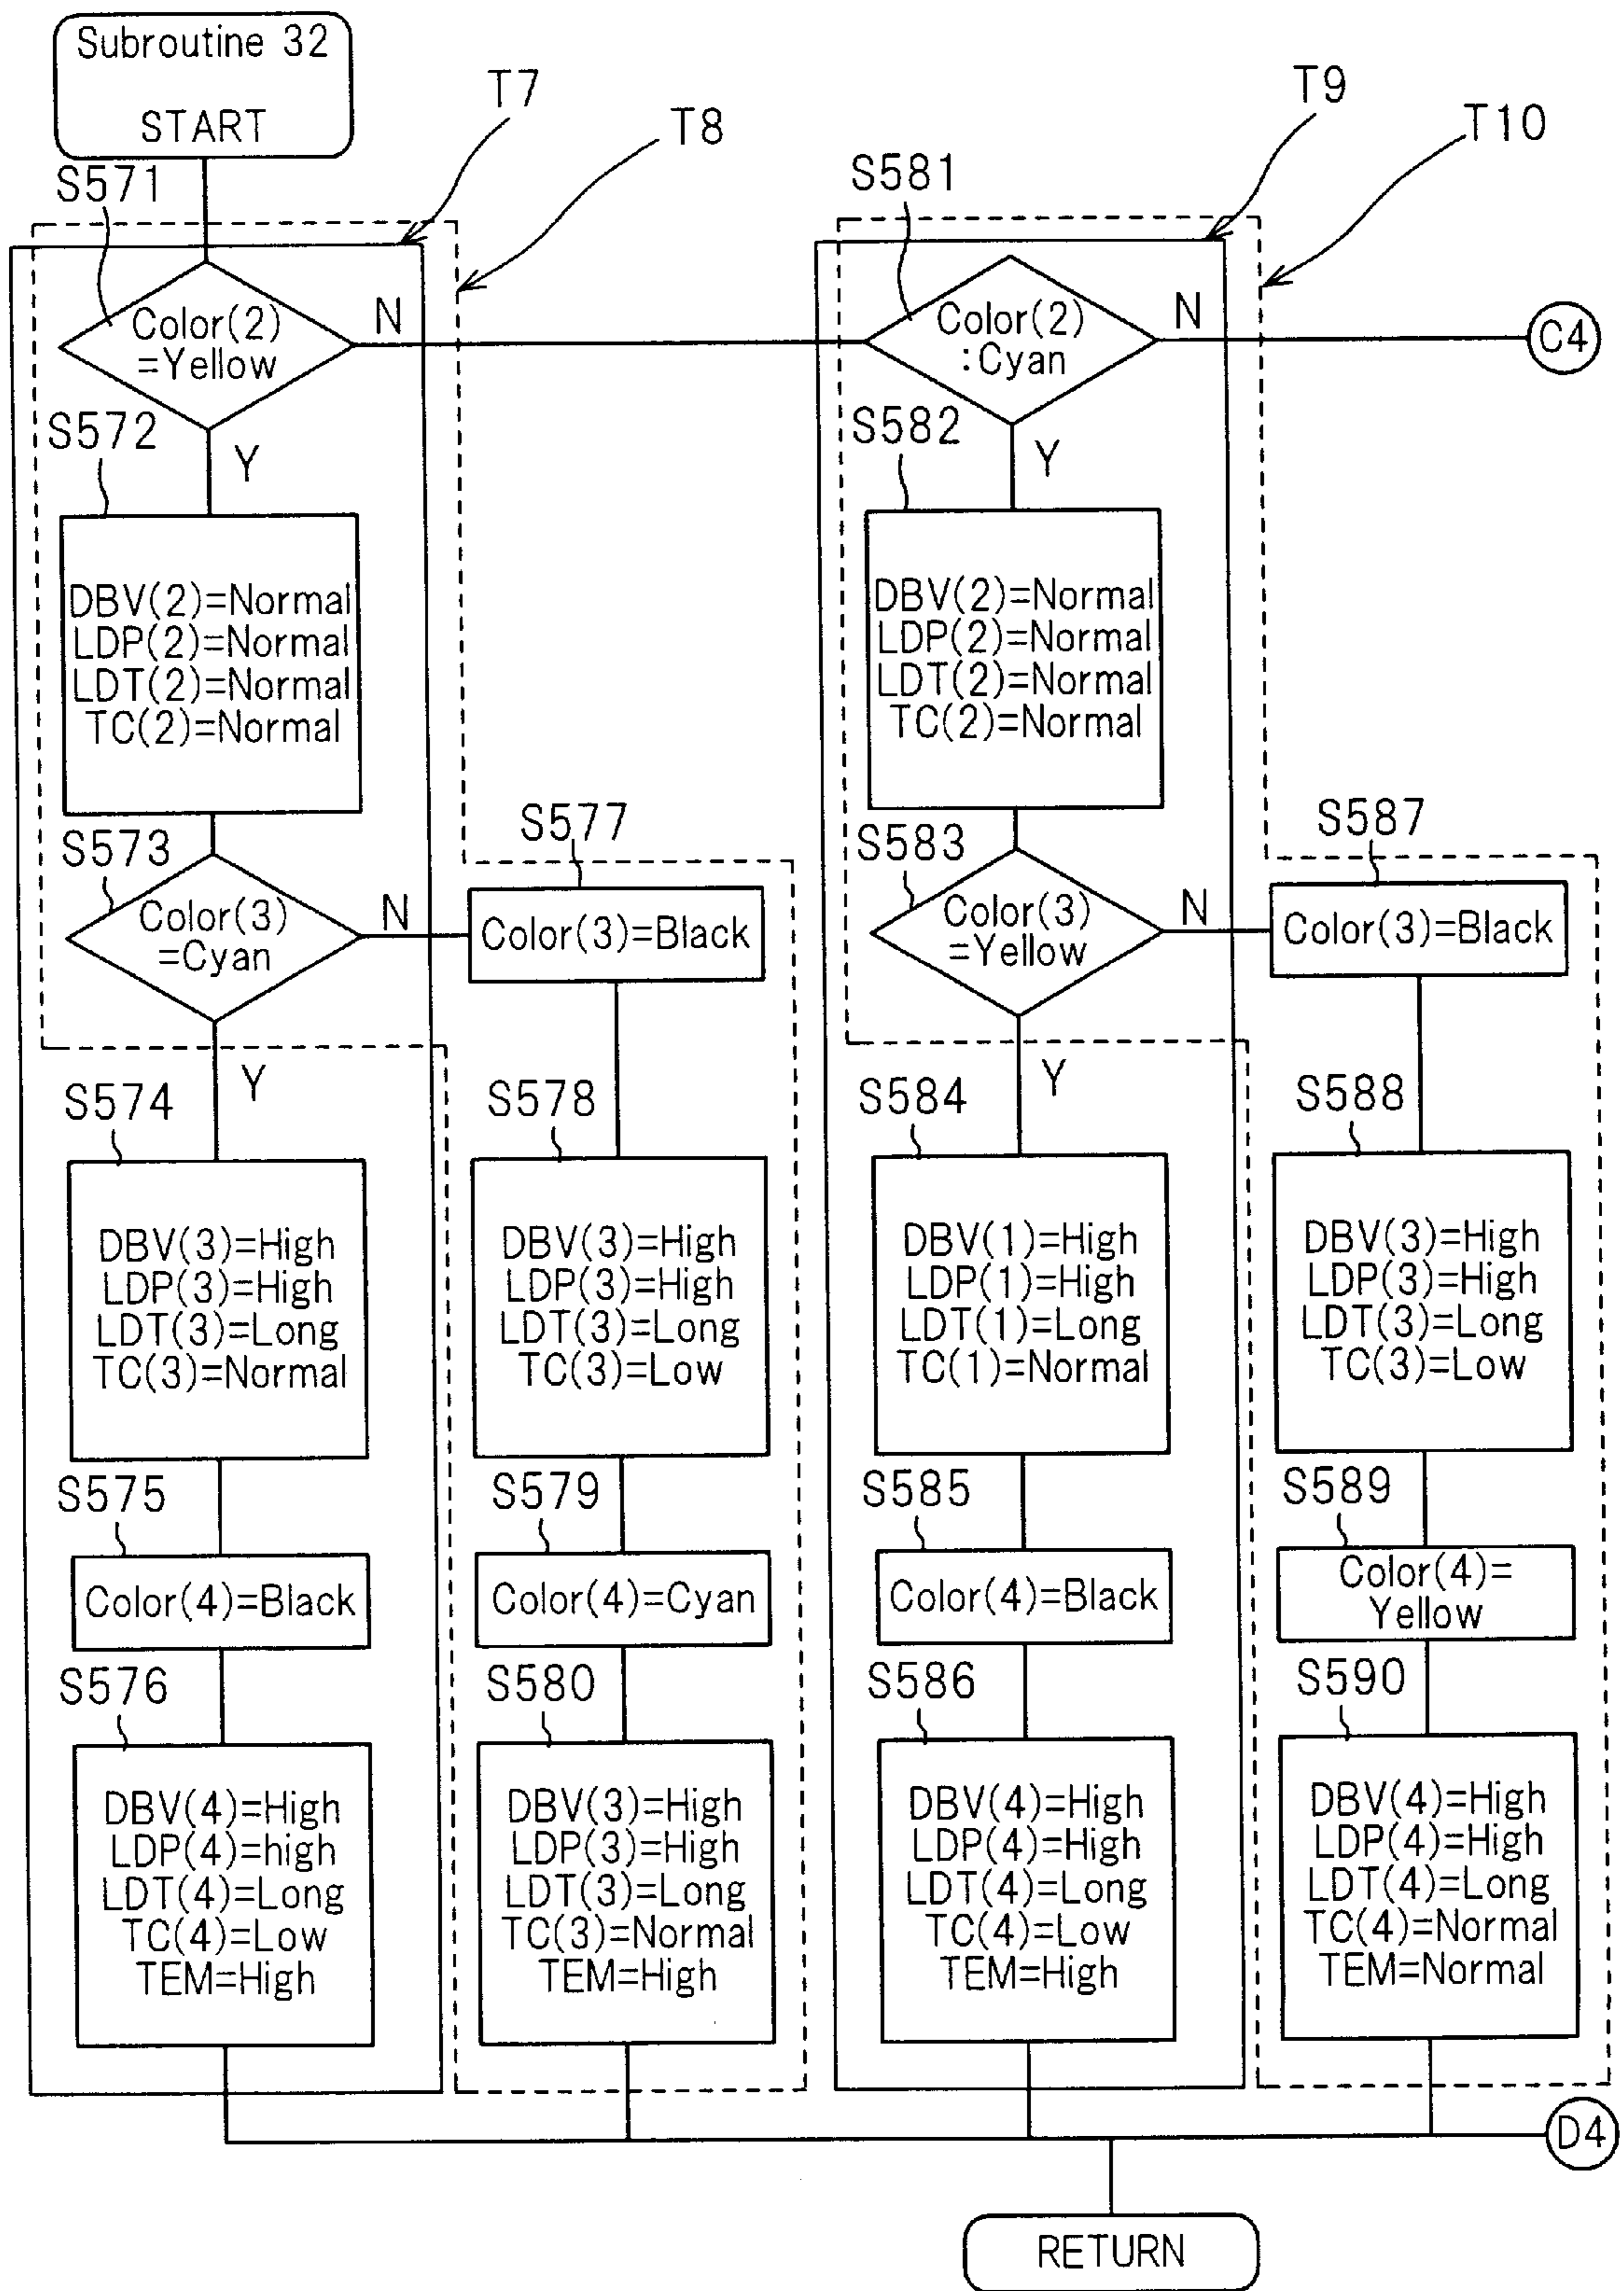 Subroutine 32
START
T7
T8
T9
T10
S571
Color(2)
=Yellow
N
Y
S581
Color(2)
:Cyan
N
Y
C4
S572
DBV(2)=Normal
LDP(2)=Normal
LDT(2)=Normal
TC(2)=Normal
S582
DBV(2)=Normal
LDP(2)=Normal
LDT(2)=Normal
TC(2)=Normal
S573
Color(3)
=Cyan
N
Y
S577
Color(3)=Black
S583
Color(3)
=Yellow
N
Y
S587
Color(3)=Black
S574
DBV(3)=High
LDP(3)=High
LDT(3)=Long
TC(3)=Normal
S578
DBV(3)=High
LDP(3)=High
LDT(3)=Long
TC(3)=Low
S584
DBV(1)=High
LDP(1)=High
LDT(1)=Long
TC(1)=Normal
S588
DBV(3)=High
LDP(3)=High
LDT(3)=Long
TC(3)=Low
S575
Color(4)=Black
S579
Color(4)=Cyan
S585
Color(4)=Black
S589
Color(4)=
Yellow
S576
DBV(4)=High
LDP(4)=high
LDT(4)=Long
TC(4)=Low
TEM=High
S580
DBV(3)=High
LDP(3)=High
LDT(3)=Long
TC(3)=Normal
TEM=High
S586
DBV(4)=High
LDP(4)=High
LDT(4)=Long
TC(4)=Low
TEM=High
S590
DBV(4)=High
LDP(4)=High
LDT(4)=Long
TC(4)=Normal
TEM=Normal
D4
RETURN